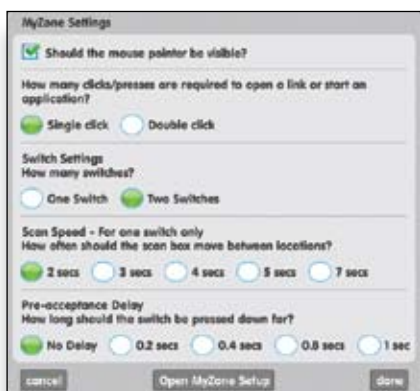 MyZone Settings
Should the mouse pointer be visible?
How many clicks/presses are required to open a link or start an
application?
Single click Double click
Switch Settings
How many switches?
One Switch Two Switches
Scan Speed - For one switch only
How often should the scan box move between locations?
2 secs 3 secs 4 secs 5 secs 7 secs
Pre-acceptance Delay
How long should the switch be pressed down for?
No Delay 0.2 secs 0.4 secs 0.8 secs 1 sec
cancel Open MyZone Setup done